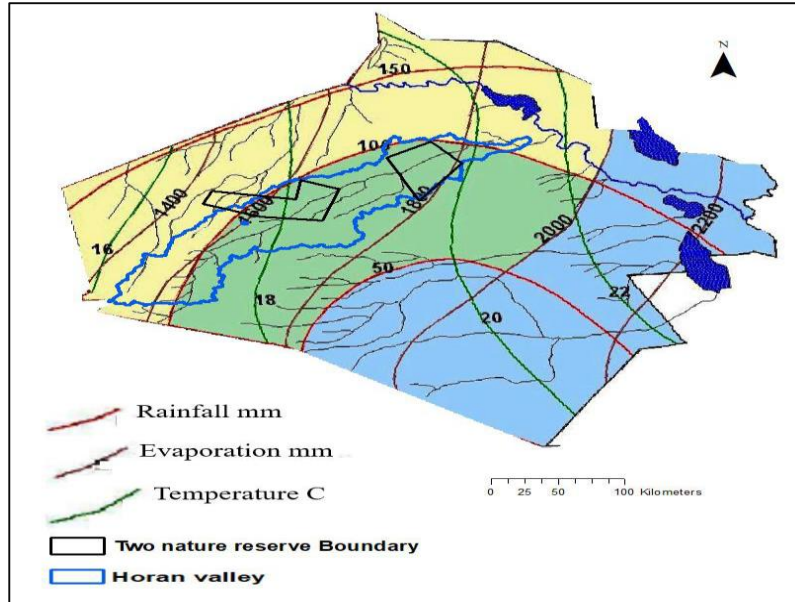 N
150
100
1400
1600
1800
16
50
2000
2200
18
22
20
Rainfall mm
Evaporation mm
Temperature C
0 25 50 100 Kilometers
Two nature reserve Boundary
Horan valley